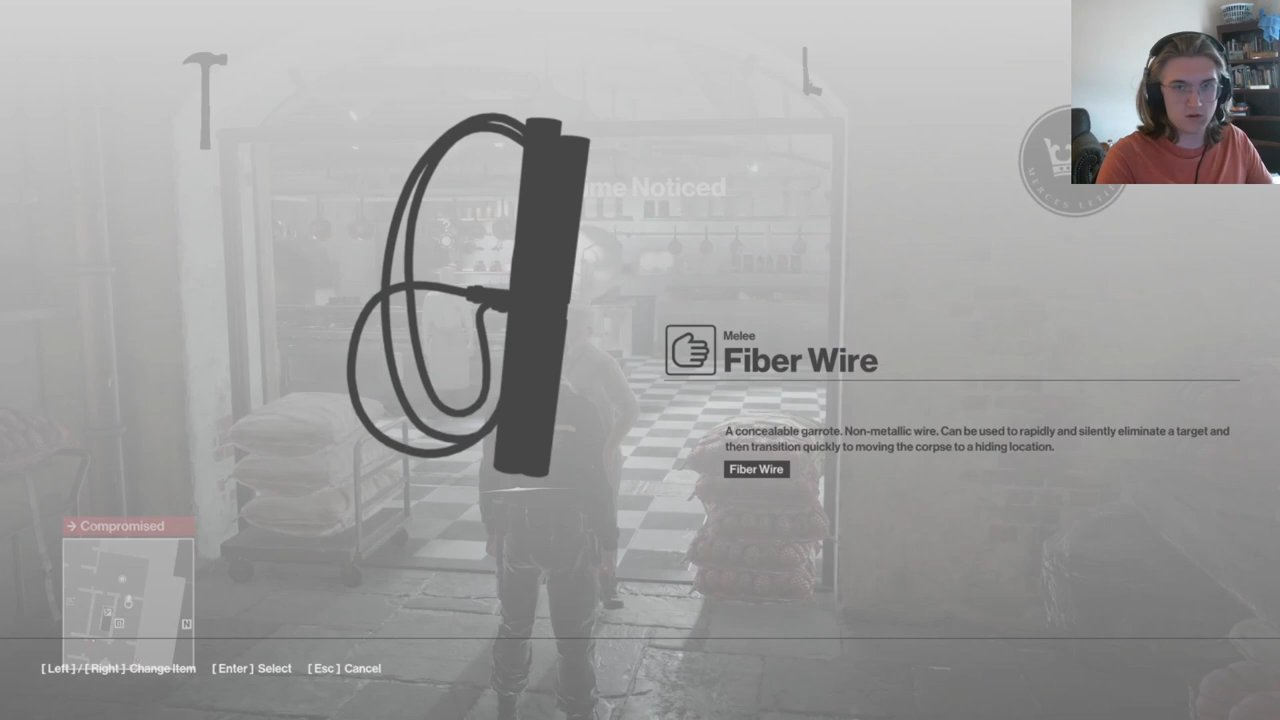 me Noticed
Melee
Fiber Wire
A concealable garrote. Non-metallic wire. Can be used to rapidly and silently eliminate a target and
then transition quickly to moving the corpse to a hiding location.
Fiber Wire
→ Compromised
N
[ Left ] / [ Right ] Change Item [ Enter ] Select [ Esc ] Cancel